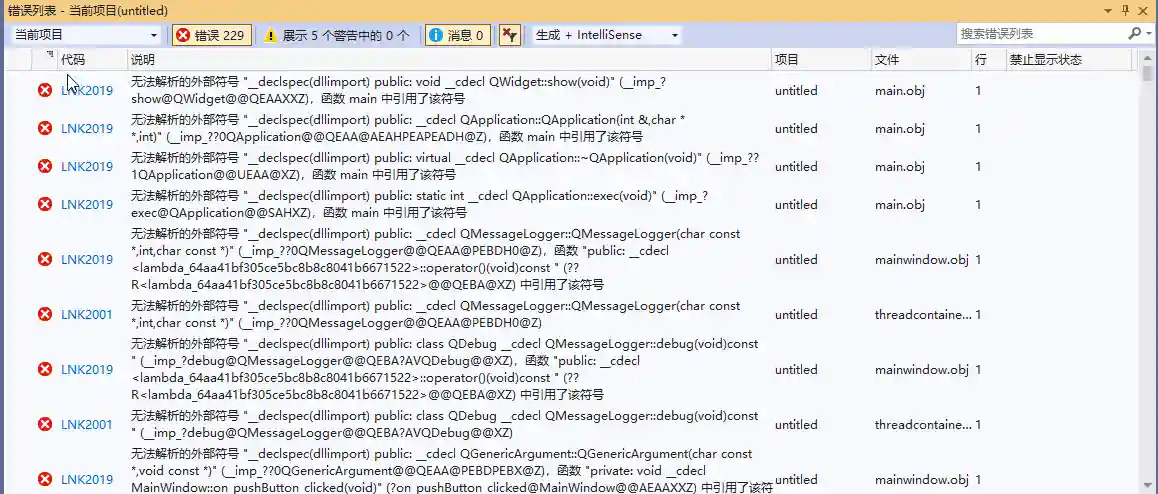 错误列表 - 当前项目(untitled)
当前项目
错误 229
展示 5 个警告中的 0 个
消息 0
生成 + IntelliSense
搜索错误列表
代码
说明
项目
文件
行
禁止显示状态
LNK2019
无法解析的外部符号 "__declspec(dllimport) public: void __cdecl QWidget::show(void)" (__imp_?
show@QWidget@@QEAAXXZ)，函数 main 中引用了该符号
untitled
main.obj
1
LNK2019
无法解析的外部符号 "__declspec(dllimport) public: __cdecl QApplication::QApplication(int &,char *
*,int)" (__imp_??0QApplication@@QEAA@AEAHPEAPEADH@Z)，函数 main 中引用了该符号
untitled
main.obj
1
LNK2019
无法解析的外部符号 "__declspec(dllimport) public: virtual __cdecl QApplication::~QApplication(void)" (__imp_??
1QApplication@@UEAA@XZ)，函数 main 中引用了该符号
untitled
main.obj
1
LNK2019
无法解析的外部符号 "__declspec(dllimport) public: static int __cdecl QApplication::exec(void)" (__imp_?
exec@QApplication@@SAHXZ)，函数 main 中引用了该符号
untitled
main.obj
1
LNK2019
无法解析的外部符号 "__declspec(dllimport) public: __cdecl QMessageLogger::QMessageLogger(char const
*,int,char const *)" (__imp_??0QMessageLogger@@QEAA@PEBDH0@Z)，函数 "public: __cdecl
<lambda_64aa41bf305ce5bc8b8c8041b6671522>::operator()(void)const " (??
R<lambda_64aa41bf305ce5bc8b8c8041b6671522>@@QEBA@XZ) 中引用了该符号
untitled
mainwindow.obj
1
LNK2001
无法解析的外部符号 "__declspec(dllimport) public: __cdecl QMessageLogger::QMessageLogger(char const
*,int,char const *)" (__imp_??0QMessageLogger@@QEAA@PEBDH0@Z)
untitled
threadcontaine...
1
LNK2019
无法解析的外部符号 "__declspec(dllimport) public: class QDebug __cdecl QMessageLogger::debug(void)const
" (__imp_?debug@QMessageLogger@@QEBA?AVQDebug@@XZ)，函数 "public: __cdecl
<lambda_64aa41bf305ce5bc8b8c8041b6671522>::operator()(void)const " (??
R<lambda_64aa41bf305ce5bc8b8c8041b6671522>@@QEBA@XZ) 中引用了该符号
untitled
mainwindow.obj
1
LNK2001
无法解析的外部符号 "__declspec(dllimport) public: class QDebug __cdecl QMessageLogger::debug(void)const
" (__imp_?debug@QMessageLogger@@QEBA?AVQDebug@@XZ)
untitled
threadcontaine...
1
LNK2019
无法解析的外部符号 "__declspec(dllimport) public: __cdecl QGenericArgument::QGenericArgument(char const
*,void const *)" (__imp_??0QGenericArgument@@QEAA@PEBDPEBX@Z)，函数 "private: void __cdecl
MainWindow::on_pushButton_clicked(void)" (?on_pushButton_clicked@MainWindow@@AEAAXXZ) 中引用了该符
untitled
mainwindow.obj
1